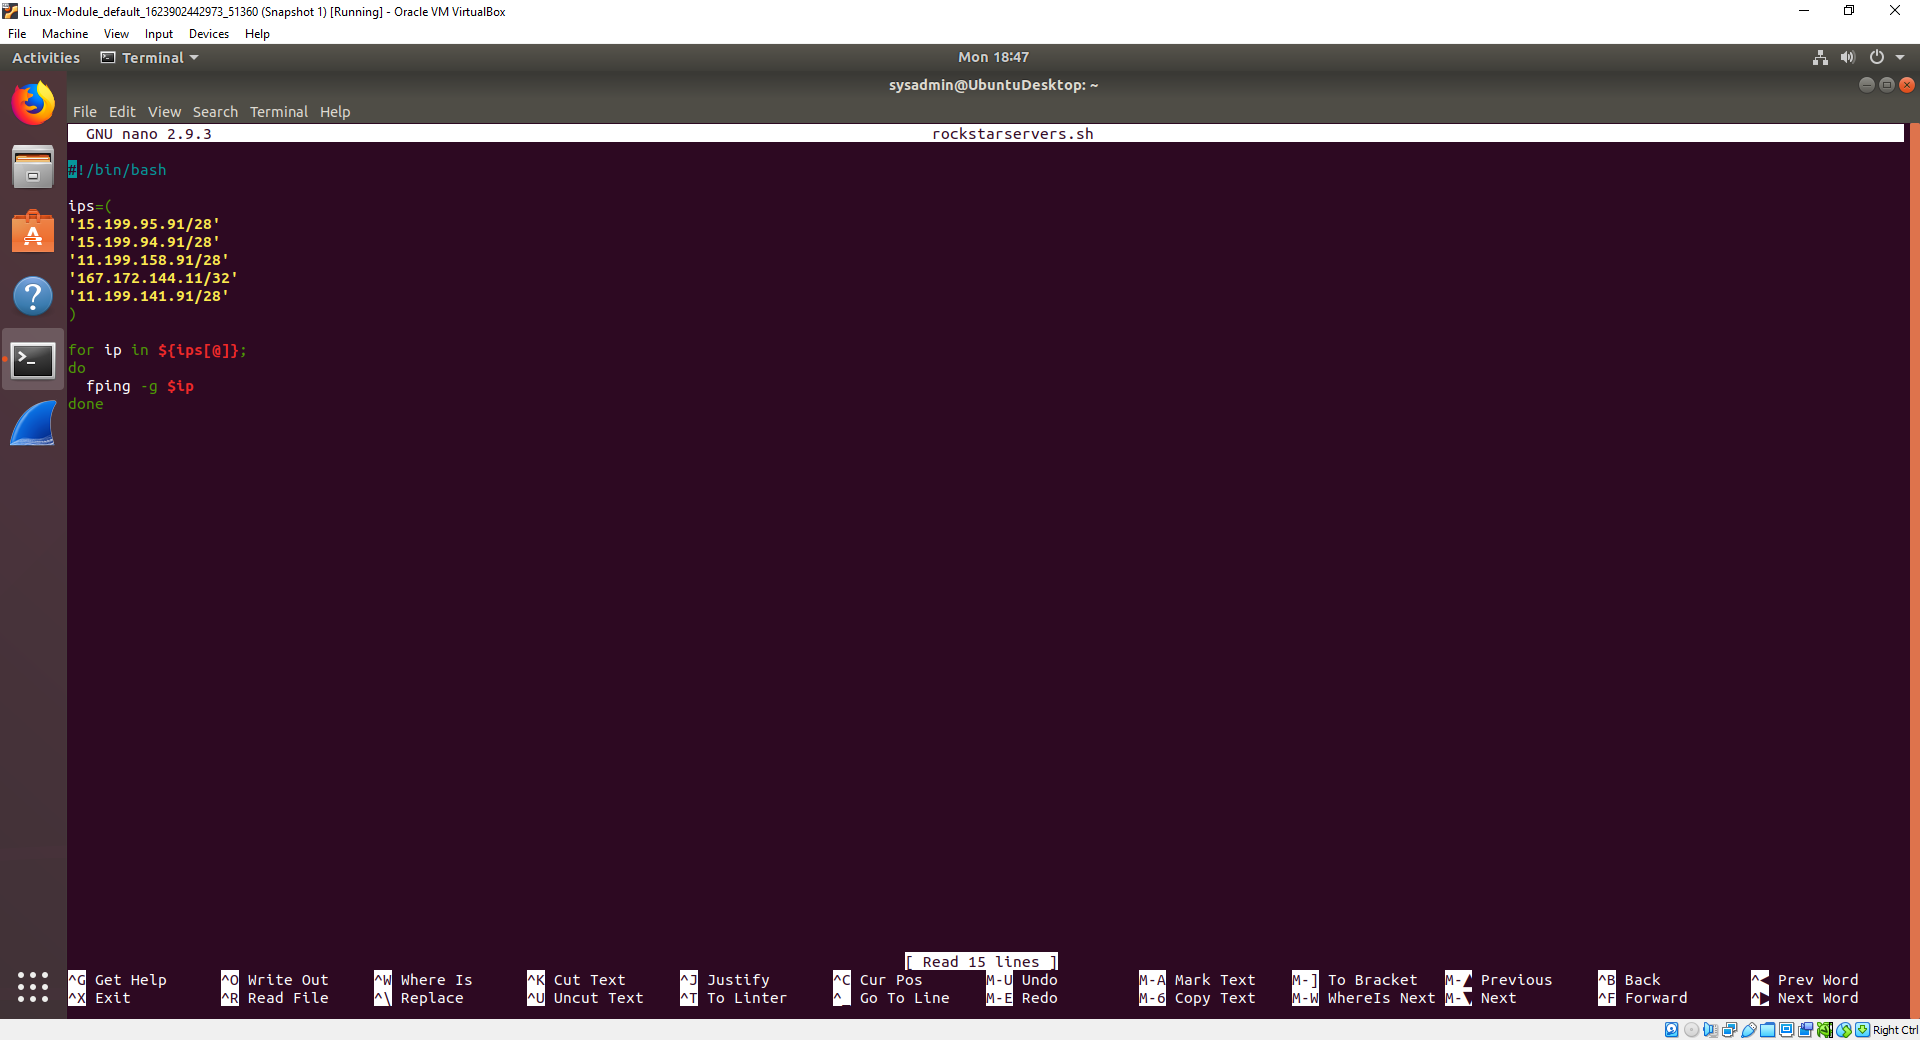 Linux-Module_default_1623902442973_51360 (Snapshot 1) [Running] - Oracle VM VirtualBox
File Machine View Input Devices Help
Activities Terminal Mon 18:47
sysadmin@UbuntuDesktop: ~
File Edit View Search Terminal Help
GNU nano 2.9.3 rockstarservers.sh
#!/bin/bash
ips=(
'15.199.95.91/28'
'15.199.94.91/28'
'11.199.158.91/28'
'167.172.144.11/32'
'11.199.141.91/28'
)
for ip in ${ips[@]};
do
fping -g $ip
done
[ Read 15 lines ]
^G Get Help ^O Write Out ^W Where Is ^K Cut Text ^J Justify ^C Cur Pos M-U Undo M-A Mark Text M-] To Bracket M-▲ Previous ^B Back ^◀ Prev Word
^X Exit ^R Read File ^\ Replace ^U Uncut Text ^T To Linter ^_ Go To Line M-E Redo M-6 Copy Text M-W WhereIs Next M-▼ Next ^F Forward ^▶ Next Word
Right Ctrl